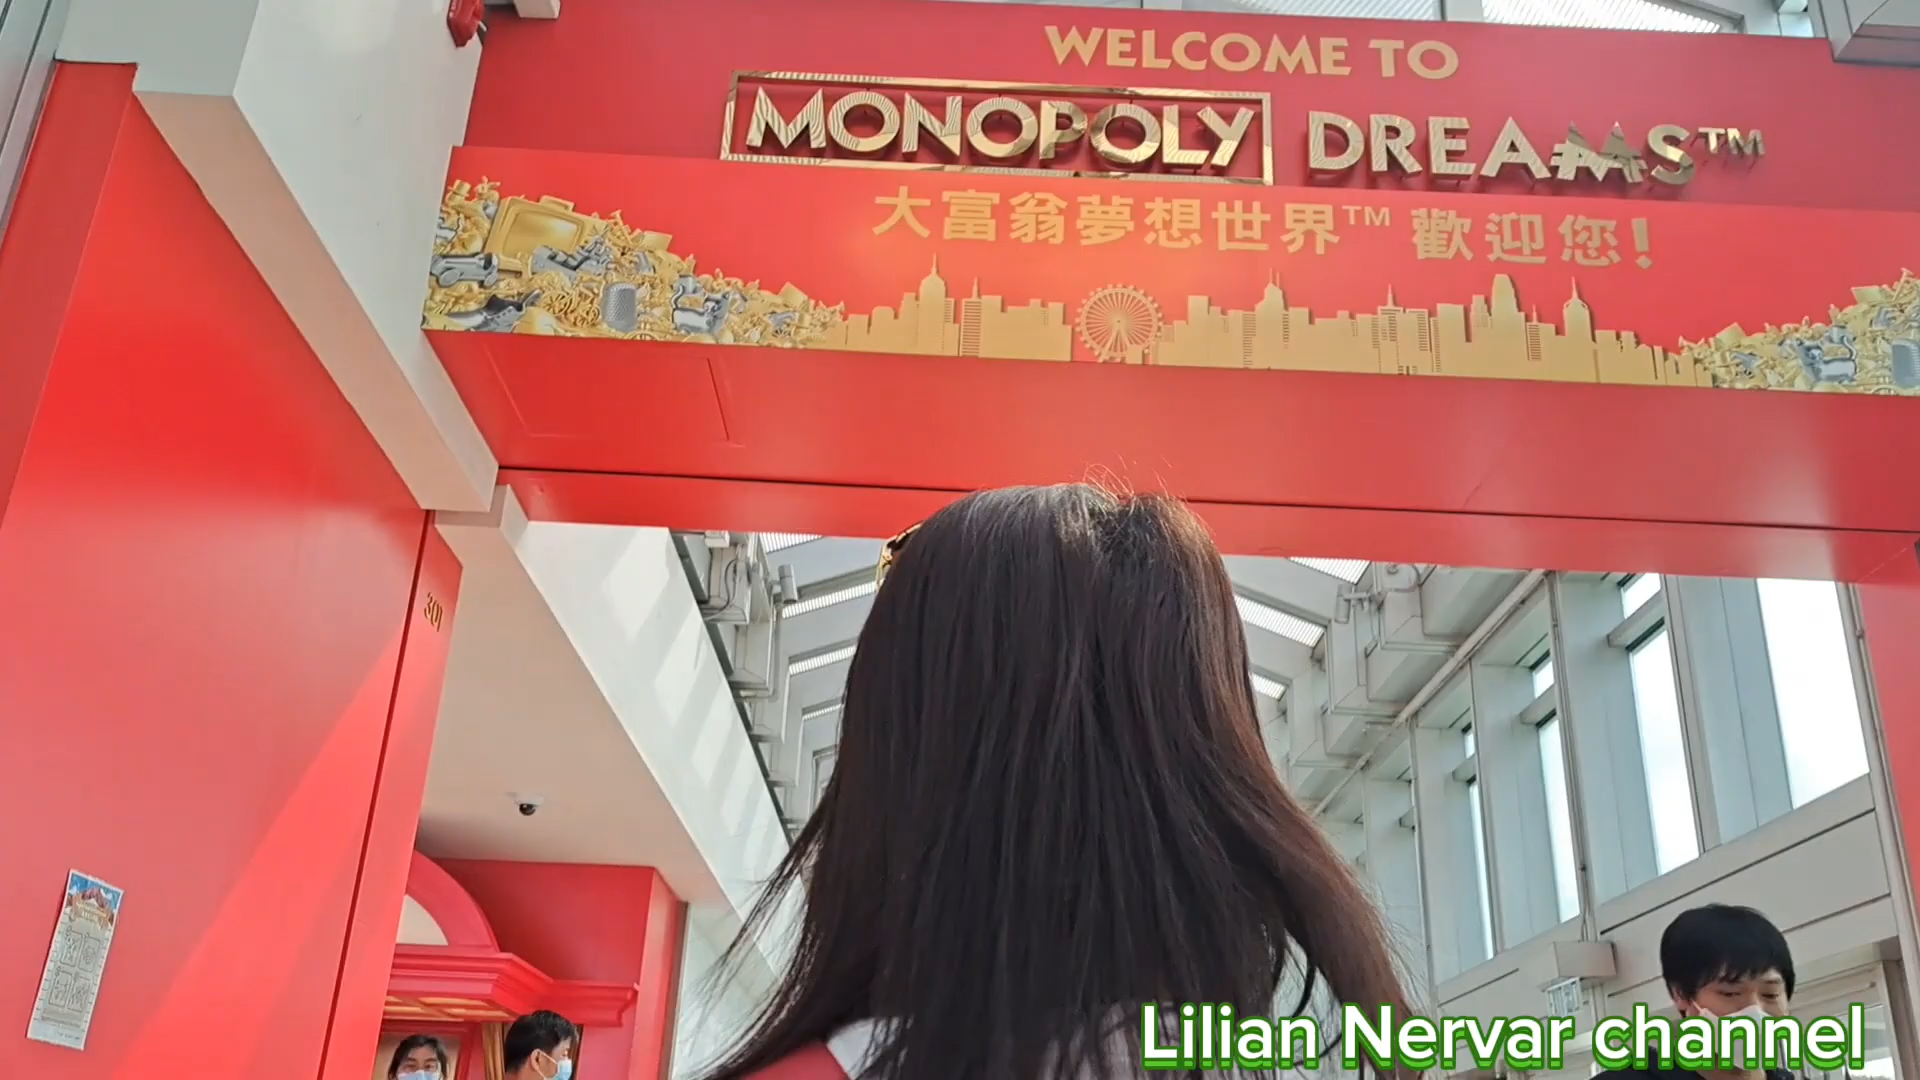 WELCOME TO
MONOPOLY DREAMS™
大富翁夢想世界™ 歡迎您!
301
Lilian Nervar channel